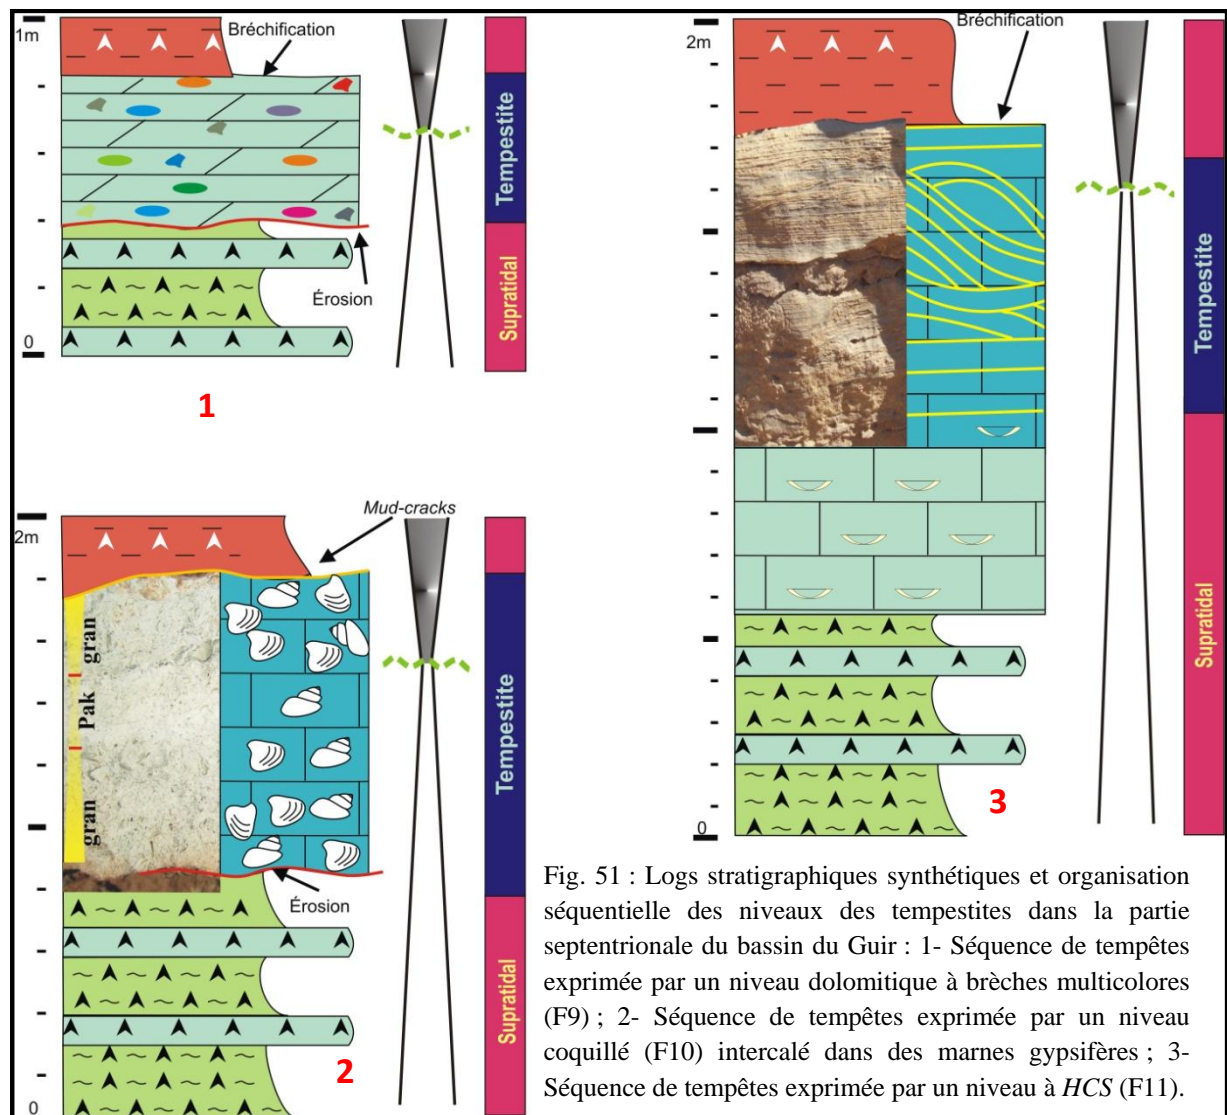 1m
Bréchification
Tempestite
Érosion
Supratidal
0
1
2m
Mud-cracks
gran
Pak
gran
Tempestite
Érosion
Supratidal
2
0
2m
Bréchification
Tempestite
Supratidal
3
0
Fig. 51 : Logs stratigraphiques synthétiques et organisation
séquentielle des niveaux des tempestites dans la partie
septentrionale du bassin du Guir : 1- Séquence de tempêtes
exprimée par un niveau dolomitique à brèches multicolores
(F9) ; 2- Séquence de tempêtes exprimée par un niveau
coquillé (F10) intercalé dans des marnes gypsifères ; 3-
Séquence de tempêtes exprimée par un niveau à HCS (F11).